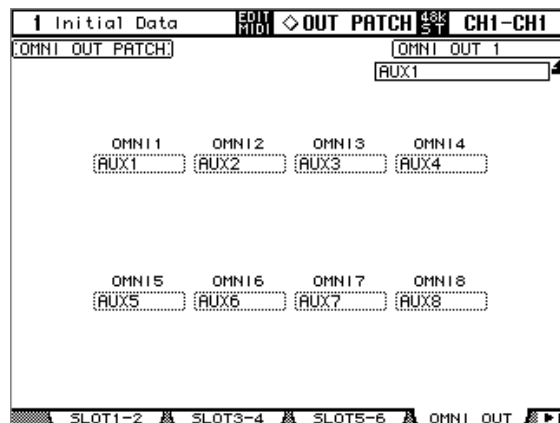 1 Initial Data EDIT MIDI ◇OUT PATCH 48k ST CH1-CH1
OMNI OUT PATCH OMNI OUT 1
AUX1
OMNI1 OMNI2 OMNI3 OMNI4
AUX1 AUX2 AUX3 AUX4
OMNI5 OMNI6 OMNI7 OMNI8
AUX5 AUX6 AUX7 AUX8
SLOT1-2 SLOT3-4 SLOT5-6 OMNI OUT